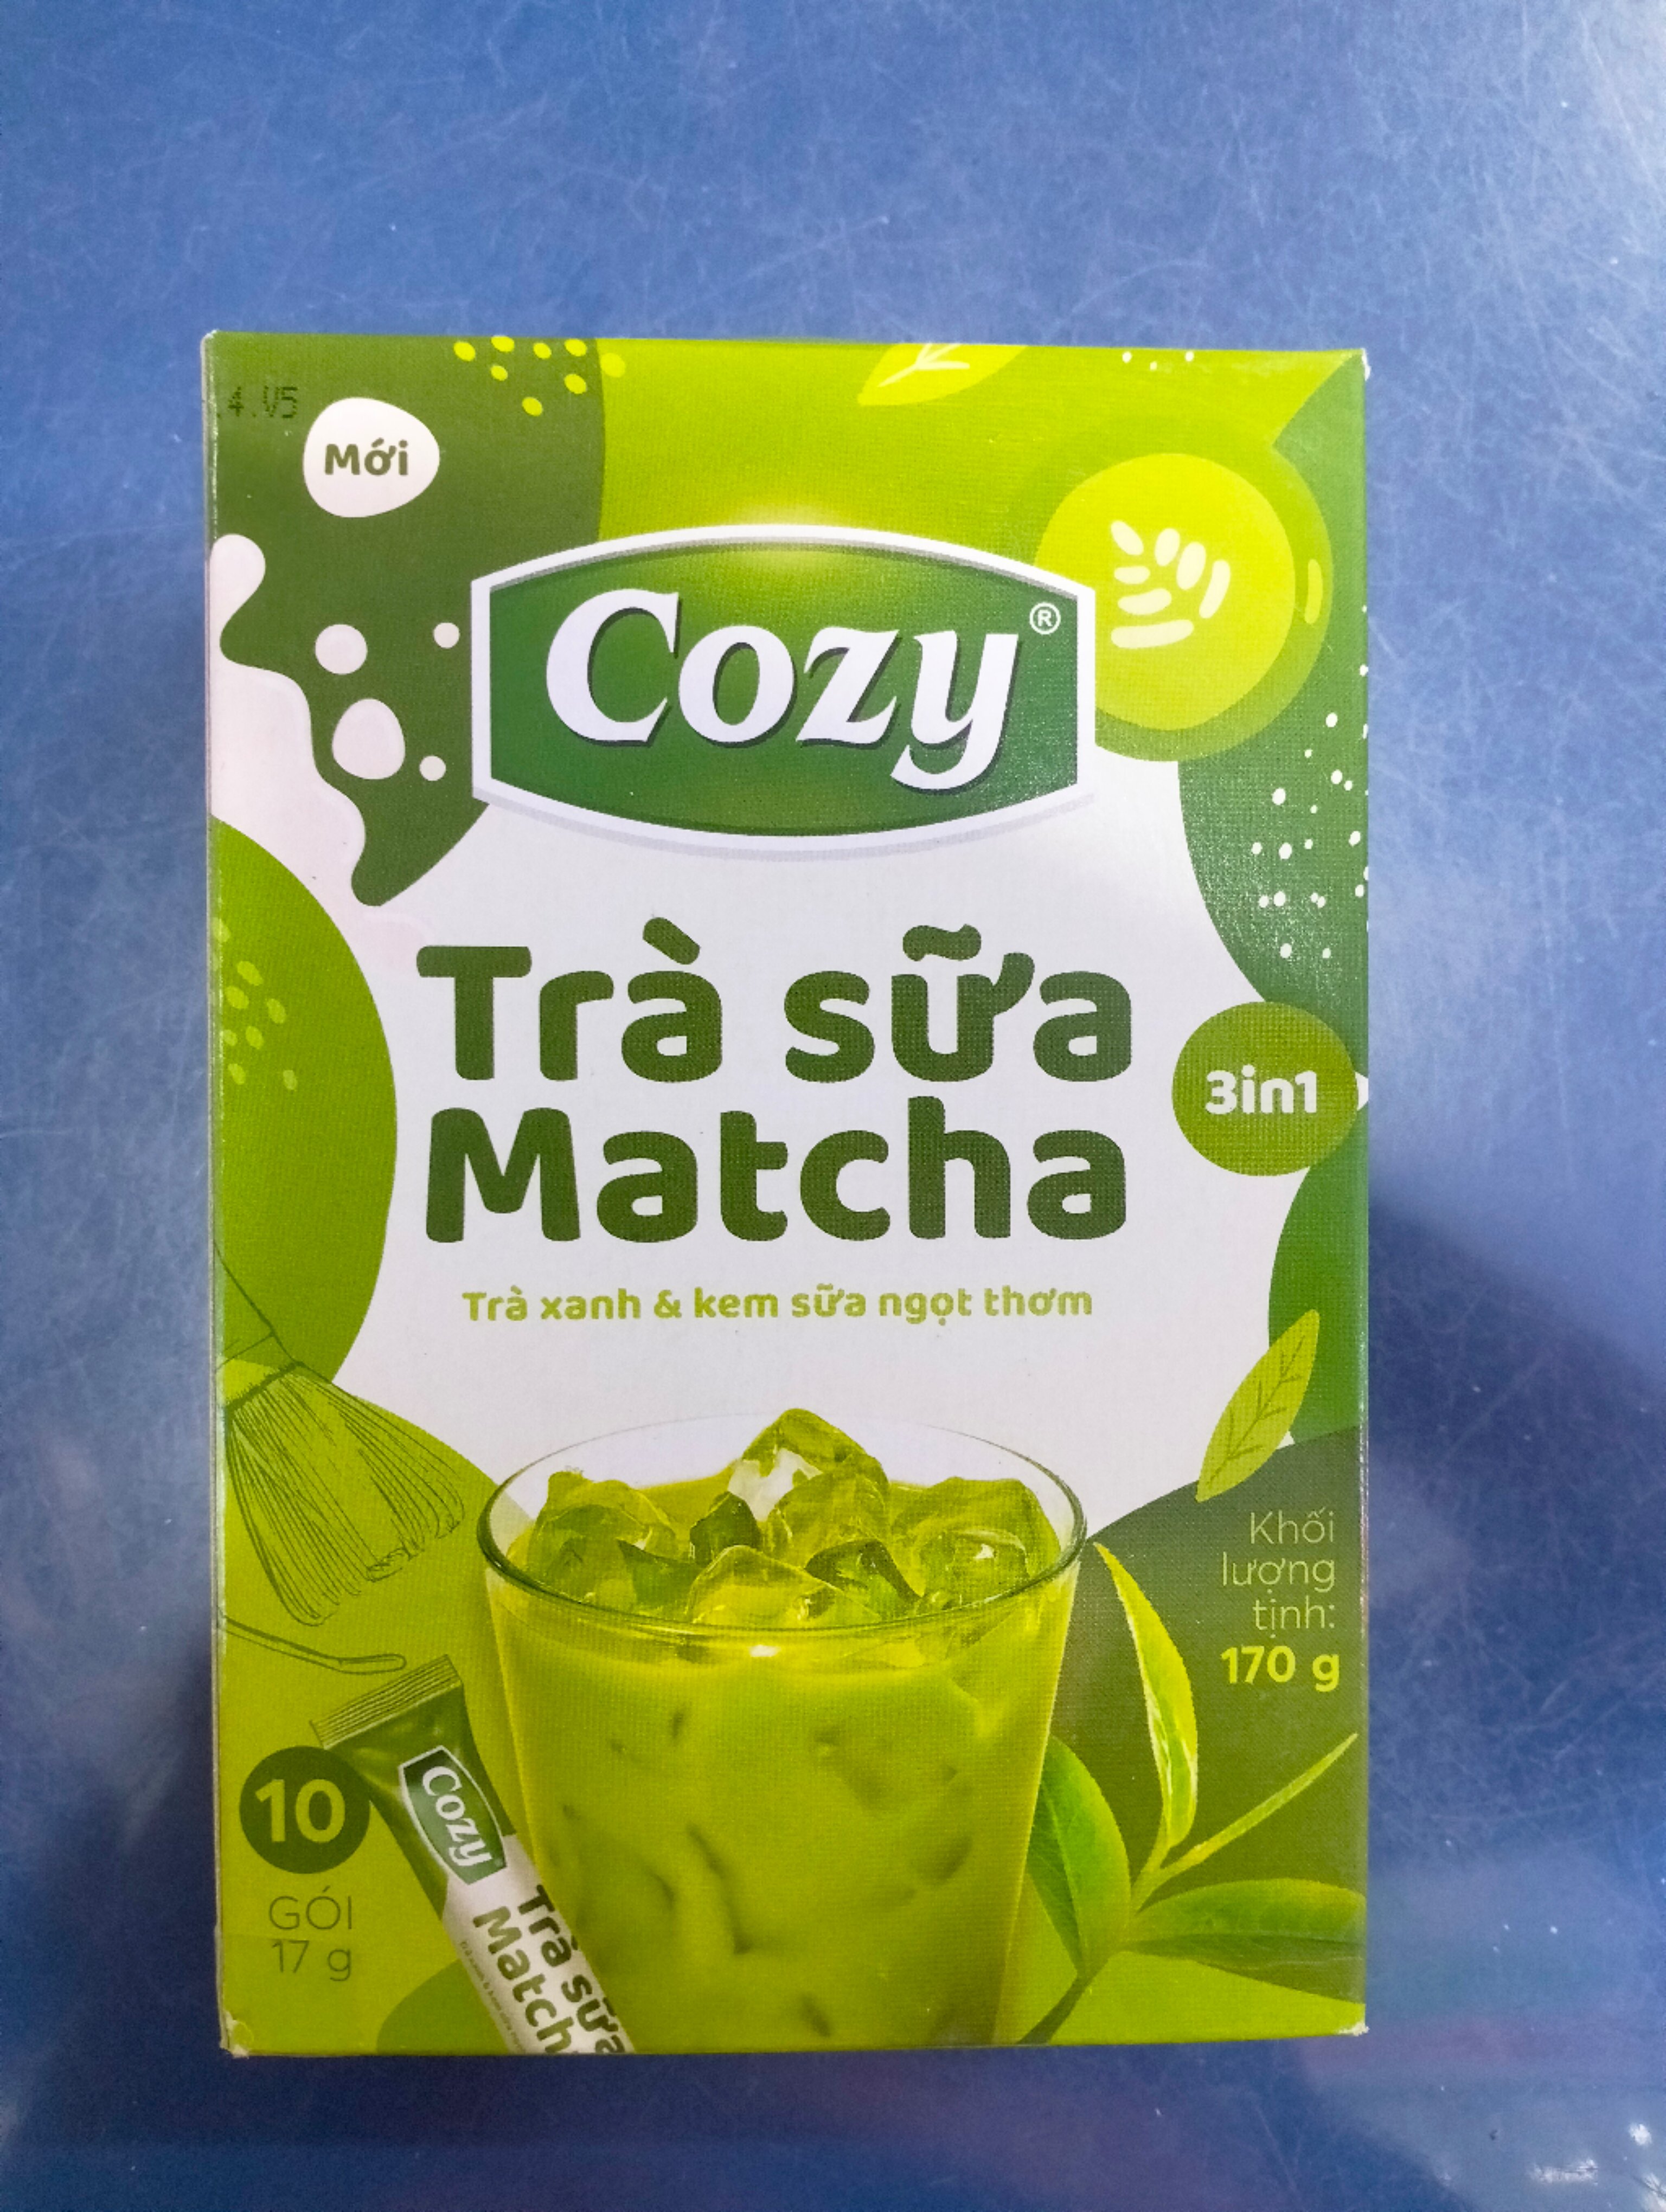 4.V5
Mới
Cozy®
Trà sữa
Matcha
3in1
Trà xanh & kem sữa ngọt thơm
Khối
lượng
tịnh:
170 g
10
GÓI
17 g
Cozy
Trà sữa
Matcha